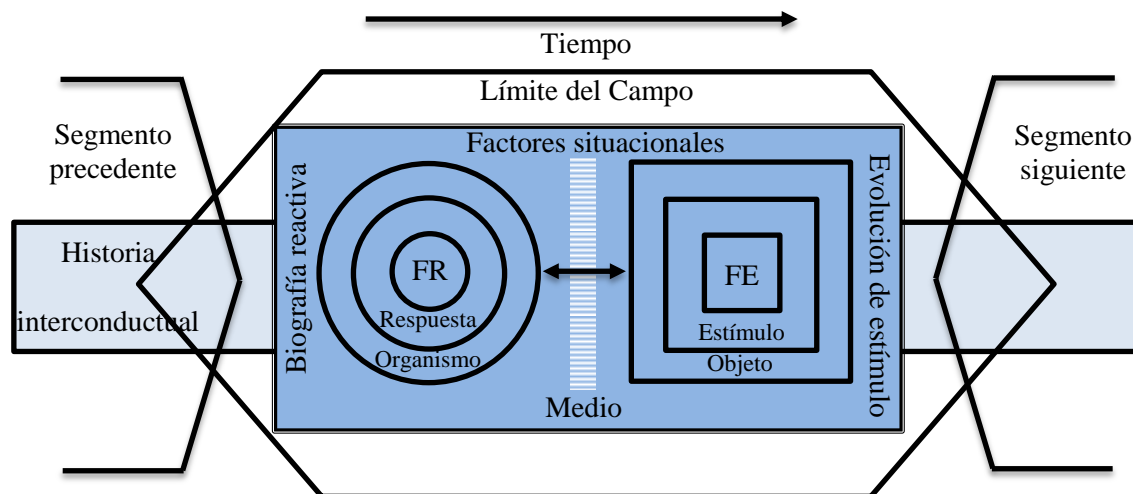 Tiempo
Límite del Campo
Segmento
precedente
Segmento
siguiente
Factores situacionales
Historia
interconductual
Biografía reactiva
FR
Respuesta
Organismo
FE
Estímulo
Objeto
Evolución de estímulo
Medio